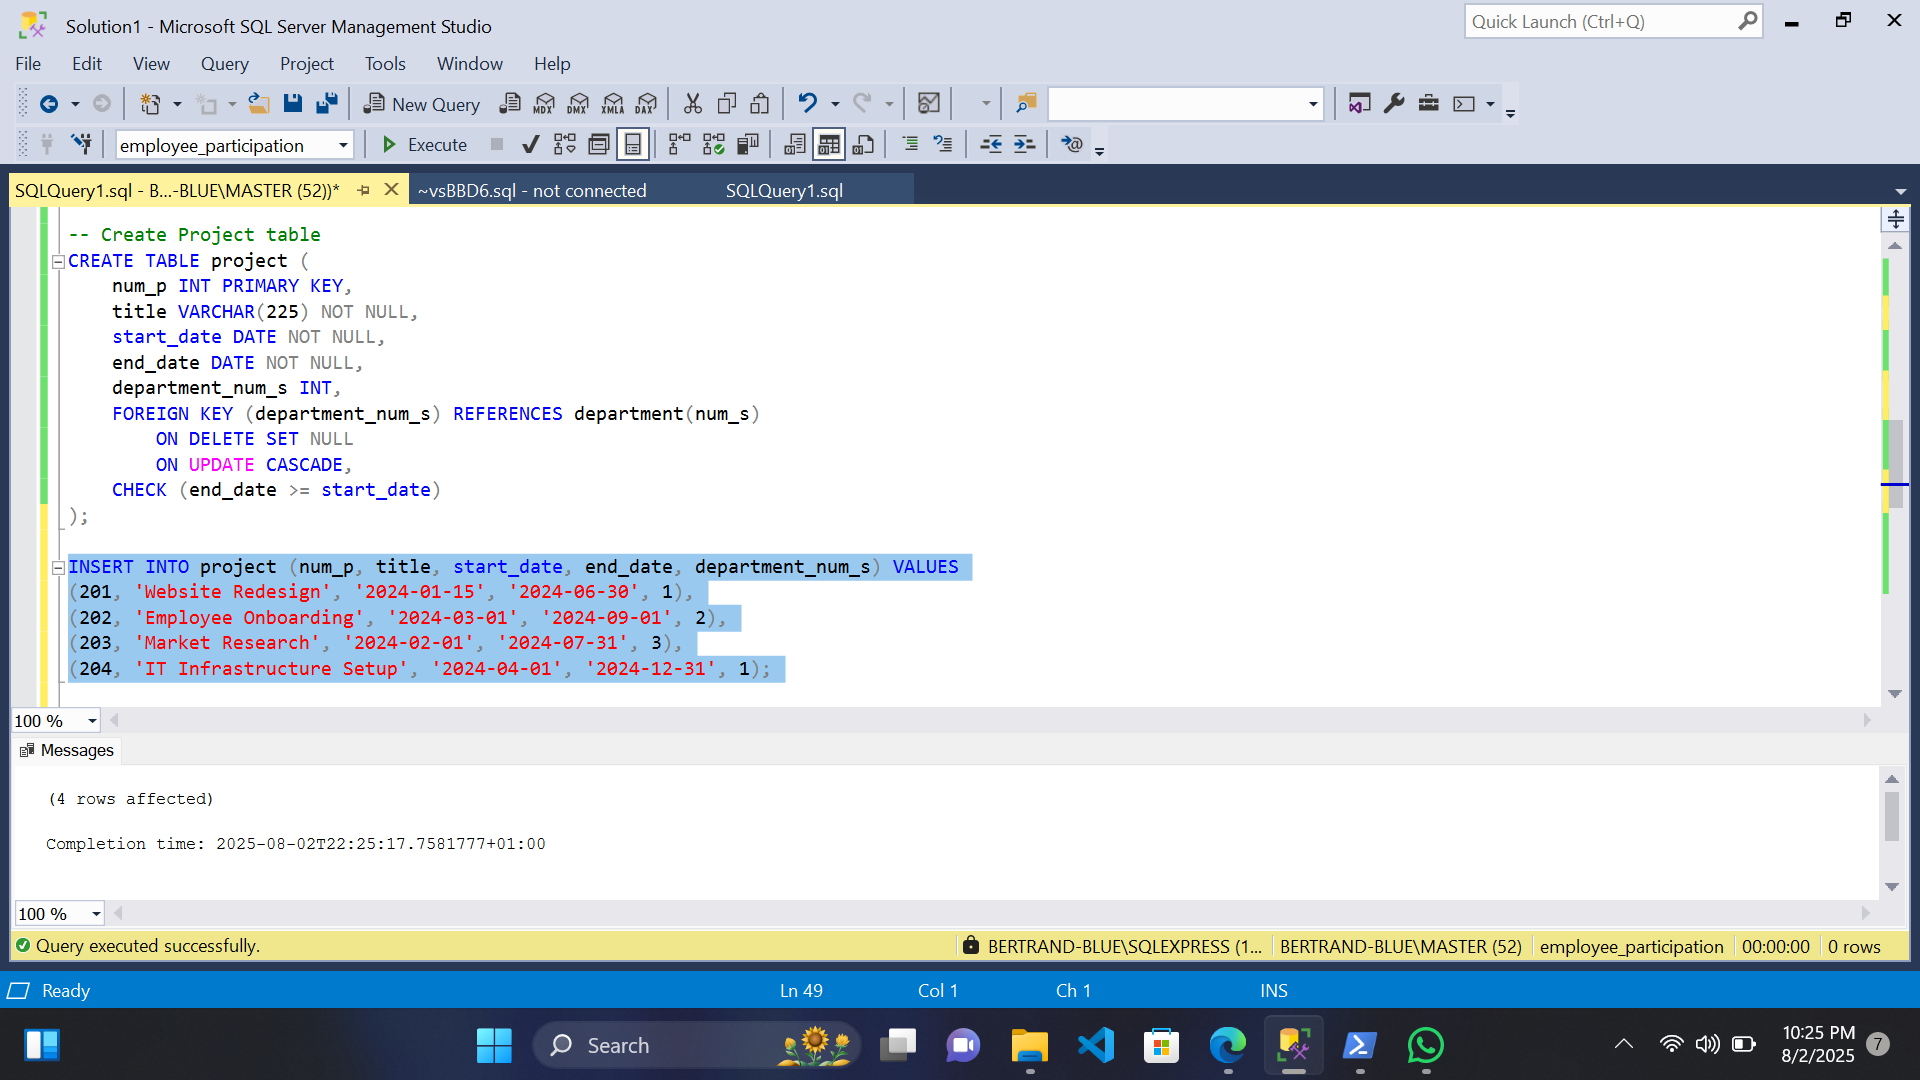 Solution1 - Microsoft SQL Server Management Studio
Quick Launch (Ctrl+Q)
File Edit View Query Project Tools Window Help
New Query MDX DMX XMLA DAX
employee_participation Execute
SQLQuery1.sql - B...-BLUE\MASTER (52))* ~vsBBD6.sql - not connected SQLQuery1.sql
-- Create Project table
CREATE TABLE project (
num_p INT PRIMARY KEY,
title VARCHAR(225) NOT NULL,
start_date DATE NOT NULL,
end_date DATE NOT NULL,
department_num_s INT,
FOREIGN KEY (department_num_s) REFERENCES department(num_s)
ON DELETE SET NULL
ON UPDATE CASCADE,
CHECK (end_date >= start_date)
);
INSERT INTO project (num_p, title, start_date, end_date, department_num_s) VALUES
(201, 'Website Redesign', '2024-01-15', '2024-06-30', 1),
(202, 'Employee Onboarding', '2024-03-01', '2024-09-01', 2),
(203, 'Market Research', '2024-02-01', '2024-07-31', 3),
(204, 'IT Infrastructure Setup', '2024-04-01', '2024-12-31', 1);
100 %
Messages
(4 rows affected)
Completion time: 2025-08-02T22:25:17.7581777+01:00
100 %
Query executed successfully. BERTRAND-BLUE\SQLEXPRESS (1... BERTRAND-BLUE\MASTER (52) employee_participation 00:00:00 0 rows
Ready Ln 49 Col 1 Ch 1 INS
Search
10:25 PM
8/2/2025
7